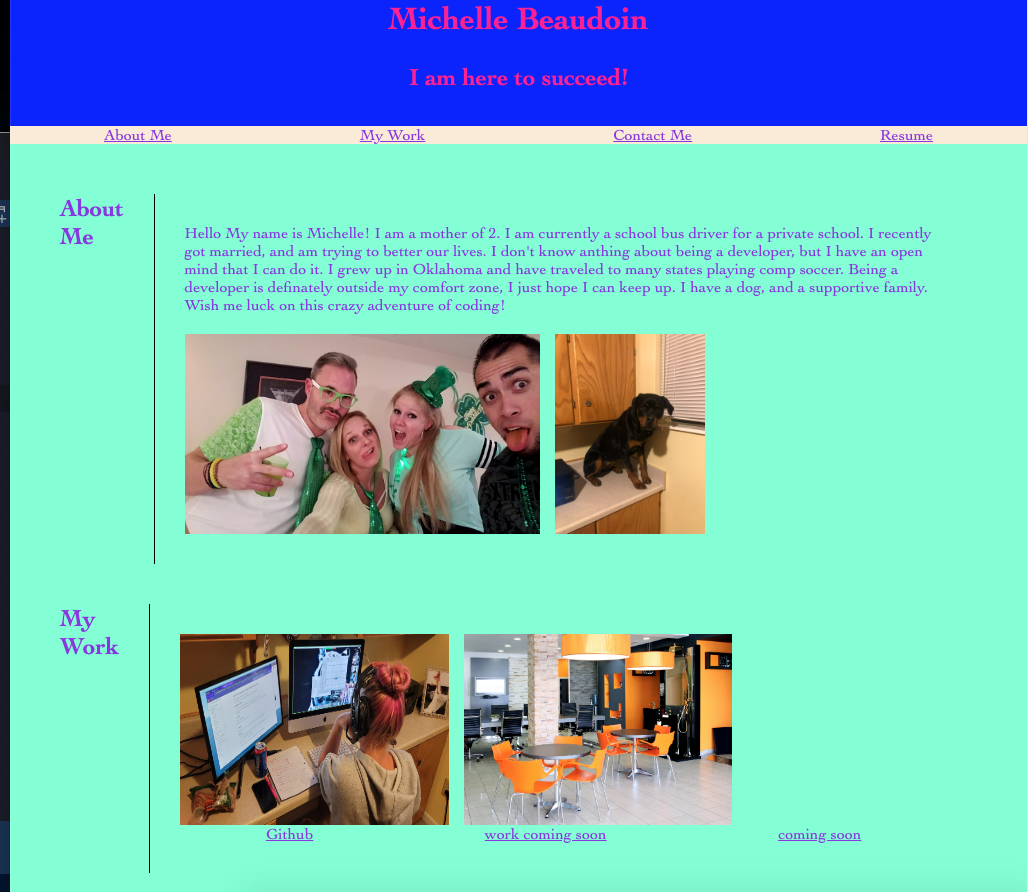 Michelle Beaudoin
I am here to succeed!
About Me
My Work
Contact Me
Resume
About
Me
Hello My name is Michelle! I am a mother of 2. I am currently a school bus driver for a private school. I recently
got married, and am trying to better our lives. I don't know anthing about being a developer, but I have an open
mind that I can do it. I grew up in Oklahoma and have traveled to many states playing comp soccer. Being a
developer is definately outside my comfort zone, I just hope I can keep up. I have a dog, and a supportive family.
Wish me luck on this crazy adventure of coding!
My
Work
Github
work coming soon
coming soon